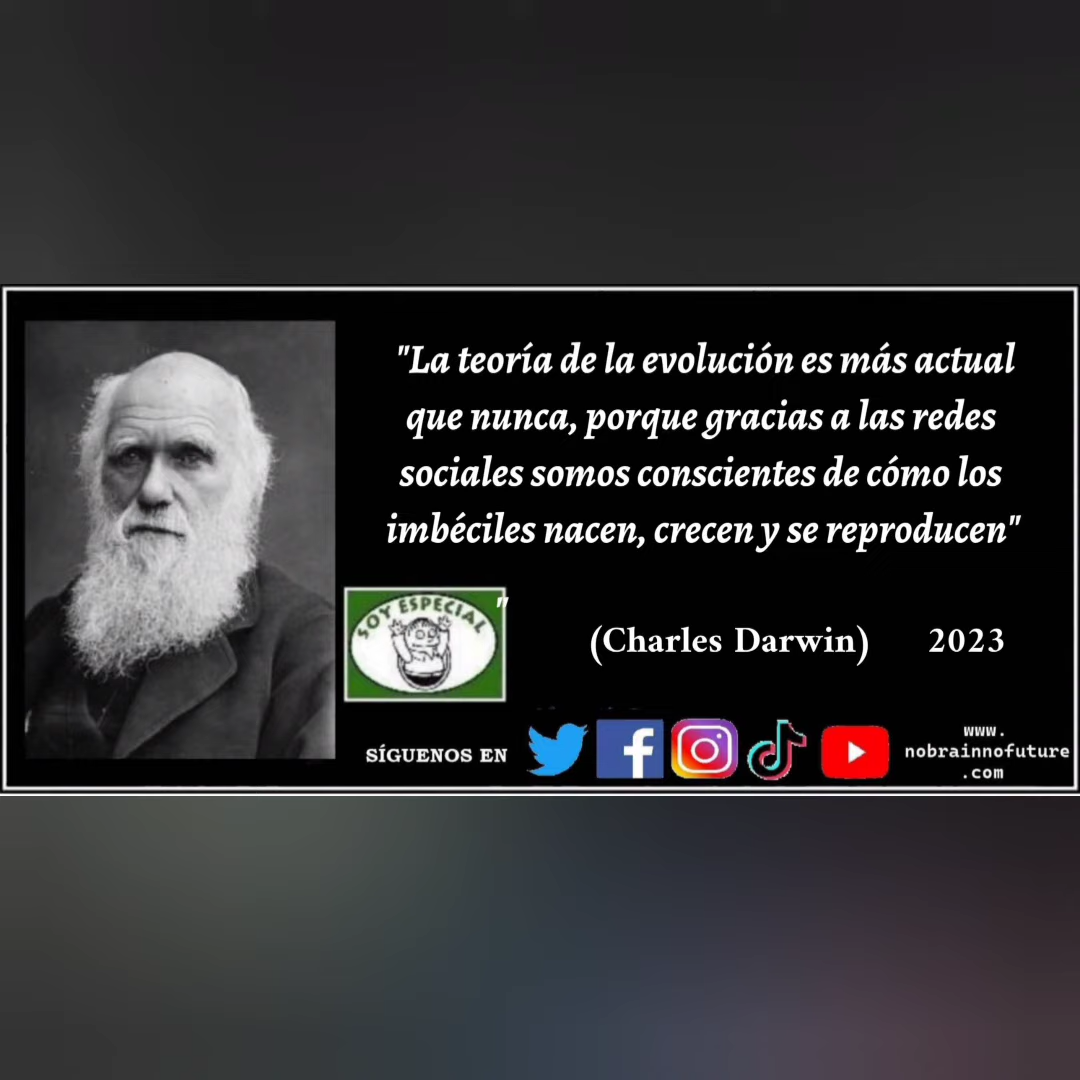 "La teoría de la evolución es más actual
que nunca, porque gracias a las redes
sociales somos conscientes de cómo los
imbéciles nacen, crecen y se reproducen"
SOY ESPECIAL
"
(Charles Darwin) 2023
SÍGUENOS EN
www.
nobrainnofuture
.com